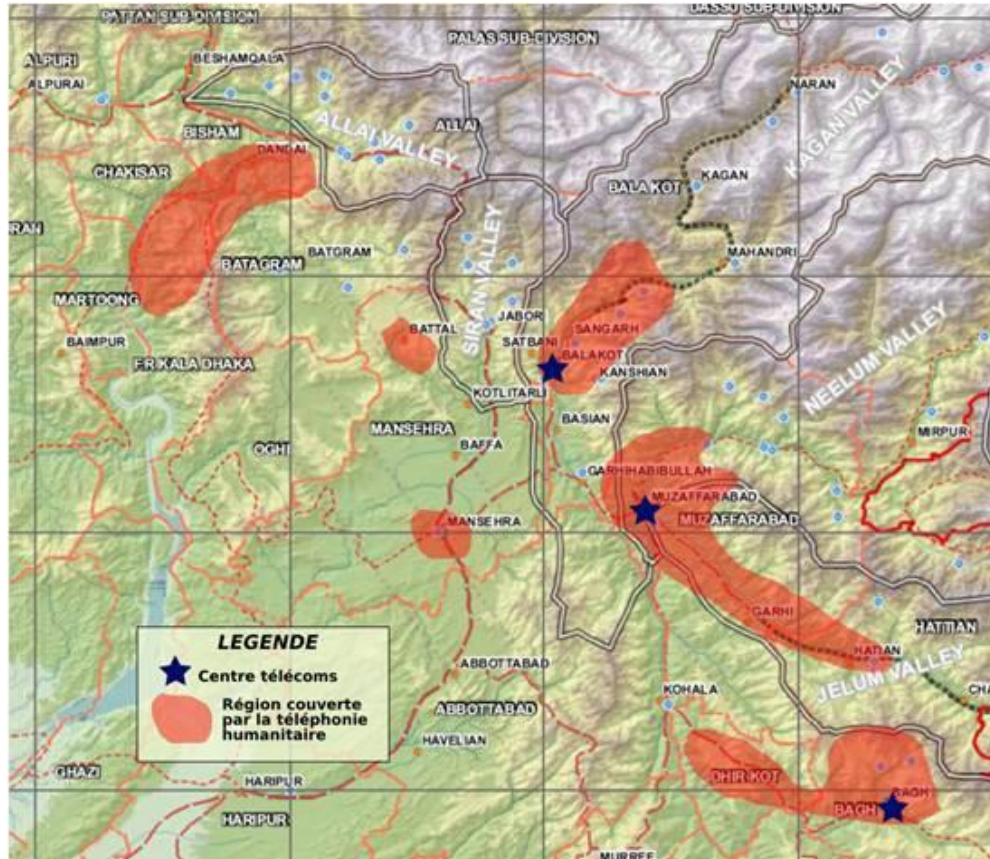 PATTAN SUB-DIVISION
DASSU SUB-DIVISION
PALAS SUB-DIVISION
BESHAMQALA
ALPURI
ALPURAI
NARAN
KAGAN VALLEY
ALLAI VALLEY
ALLAI
BISHAM
DANDAI
CHAKISAR
BALA KOT
KAGAN
RAN
BATGRAM
BATAGRAM
SIRAN VALLEY
MAHANDRI
MARTOONG
BAIMPUR
BATTAL
JABOR
SATBANI
SANGARH
BALAKOT
KANSHIAN
NEELUM VALLEY
F.R KALA DHAKA
KOTLITARLI
MANSEHRA
BASIAN
MIRPUR
OGHI
BAFFA
GARHIHABIBULLAH
MUZAFFARABAD
MUZAFFARABAD
MANSEHRA
GARHI
HATTIAN
HATIAN
JELUM VALLEY
CHA
LEGENDE
Centre télécoms
Région couverte
par la téléphonie
humanitaire
ABBOTTABAD
ABBOTTABAD
KOHALA
HAVELIAN
GHAZI
HARIPUR
HARIPUR
DHIR KOT
BAGH
BAGH
MURREE